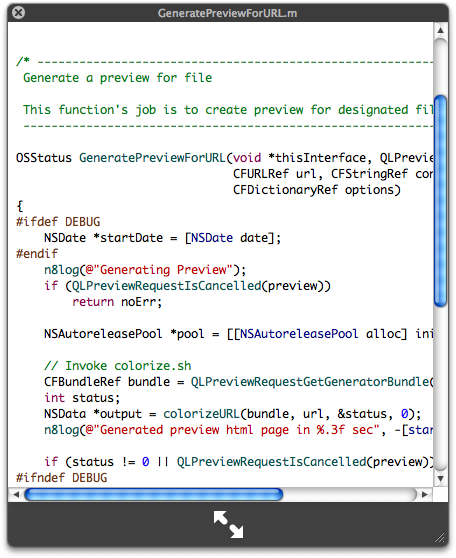 GeneratePreviewForURL.m
/* -----------------------------------------------------------
 Generate a preview for file

 This function's job is to create preview for designated fil
 -----------------------------------------------------------

OSStatus GeneratePreviewForURL(void *thisInterface, QLPrevie
                               CFURLRef url, CFStringRef con
                               CFDictionaryRef options)
{
#ifdef DEBUG
    NSDate *startDate = [NSDate date];
#endif
    n8log(@"Generating Preview");
    if (QLPreviewRequestIsCancelled(preview))
        return noErr;

    NSAutoreleasePool *pool = [[NSAutoreleasePool alloc] ini

    // Invoke colorize.sh
    CFBundleRef bundle = QLPreviewRequestGetGeneratorBundle(
    int status;
    NSData *output = colorizeURL(bundle, url, &status, 0);
    n8log(@"Generated preview html page in %.3f sec", -[star

    if (status != 0 || QLPreviewRequestIsCancelled(preview))
#ifndef DEBUG